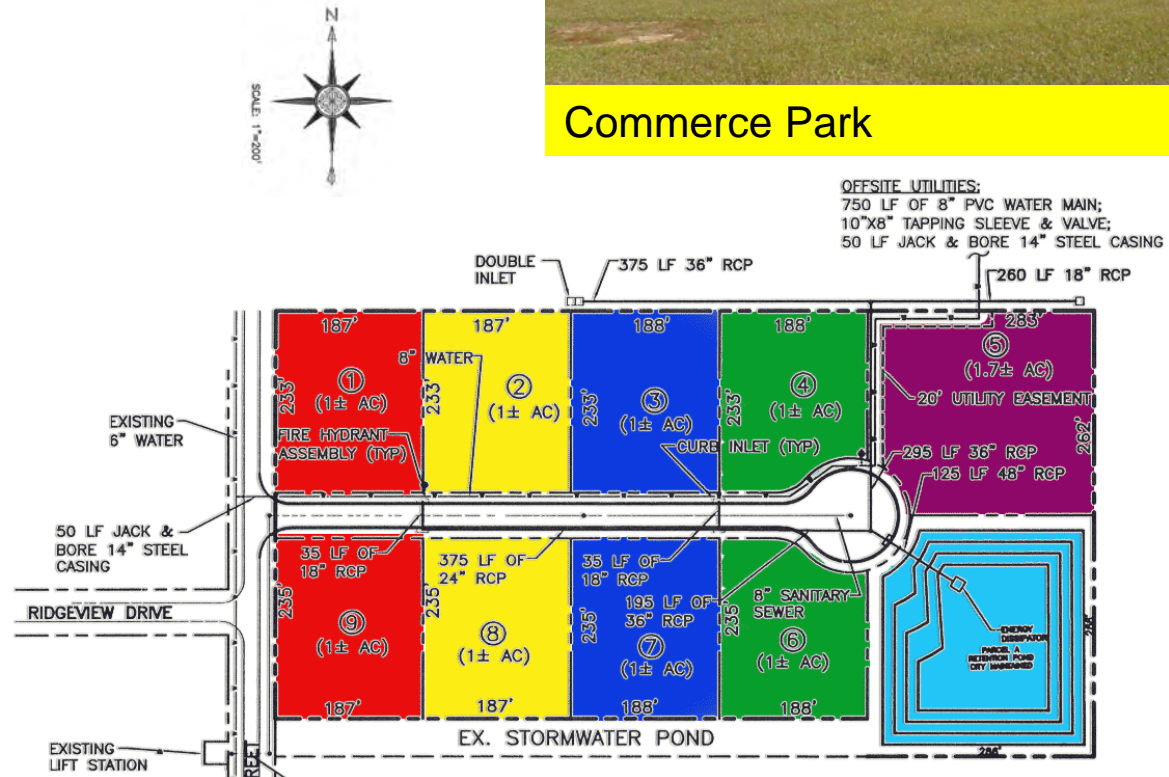 N
SCALE: 1"=200'
Commerce Park
OFFSITE UTILITIES:
750 LF OF 8" PVC WATER MAIN;
10"X8" TAPPING SLEEVE & VALVE;
50 LF JACK & BORE 14" STEEL CASING
DOUBLE
INLET
375 LF 36" RCP
260 LF 18" RCP
187'
187'
188'
188'
283'
8" WATER
①
(1± AC)
233'
②
(1± AC)
233'
③
(1± AC)
233'
④
(1± AC)
233'
⑤
(1.7± AC)
20' UTILITY EASEMENT
262'
EXISTING
6" WATER
FIRE HYDRANT
ASSEMBLY (TYP)
CURB INLET (TYP)
295 LF 36" RCP
125 LF 48" RCP
50 LF JACK &
BORE 14" STEEL
CASING
35 LF OF
18" RCP
375 LF OF
24" RCP
35 LF OF
18" RCP
195 LF OF
36" RCP
8" SANITARY
SEWER
RIDGEVIEW DRIVE
235'
⑨
(1± AC)
235'
⑧
(1± AC)
235'
⑦
(1± AC)
235'
⑥
(1± AC)
ENERGY
DISSIPATOR
PARCEL A
RETENTION POND
DRY MAINTAINED
187'
187'
188'
188'
286'
EX. STORMWATER POND
EXISTING
LIFT STATION